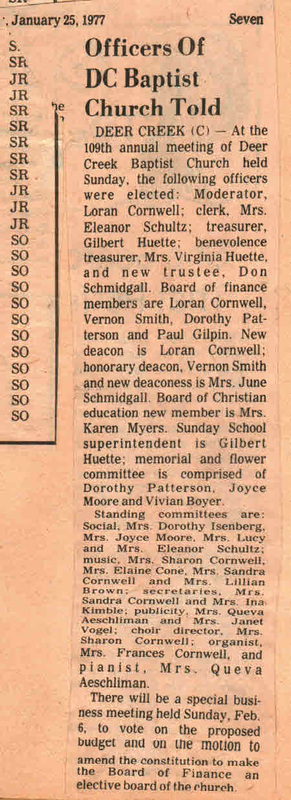 , January 25, 1977 Seven
S.
SR
JR
JR
SR
SR
SR
SR
SR
JR
JR
JR
SO
SO
SO
SO
SO
SO
SO
SO
SO
SO
SO
SO
he
Officers Of
DC Baptist
Church Told
DEER CREEK (C) — At the
109th annual meeting of Deer
Creek Baptist Church held
Sunday, the following officers
were elected: Moderator,
Loran Cornwell; clerk, Mrs.
Eleanor Schultz; treasurer,
Gilbert Huette; benevolence
treasurer, Mrs. Virginia Huette,
and new trustee, Don
Schmidgall. Board of finance
members are Loran Cornwell,
Vernon Smith, Dorothy Pat-
terson and Paul Gilpin. New
deacon is Loran Cornwell;
honorary deacon, Vernon Smith
and new deaconess is Mrs. June
Schmidgall. Board of Christian
education new member is Mrs.
Karen Myers. Sunday School
superintendent is Gilbert
Huette; memorial and flower
committee is comprised of
Dorothy Patterson, Joyce
Moore and Vivian Boyer.
Standing committees are:
Social, Mrs. Dorothy Isenberg,
Mrs. Joyce Moore, Mrs. Lucy
and Mrs. Eleanor Schultz;
music, Mrs. Sharon Cornwell,
Mrs. Elaine Cone, Mrs. Sandra
Cornwell and Mrs. Lillian
Brown; secretaries, Mrs.
Sandra Cornwell and Mrs. Ina
Kimble; publicity, Mrs. Queva
Aeschliman and Mrs. Janet
Vogel; choir director, Mrs.
Sharon Cornwell; organist,
Mrs. Frances Cornwell, and
pianist, Mrs. Queva
Aeschliman.
There will be a special busi-
ness meeting held Sunday, Feb.
6, to vote on the proposed
budget and on the motion to
amend the constitution to make
the Board of Finance an
elective board of the church.